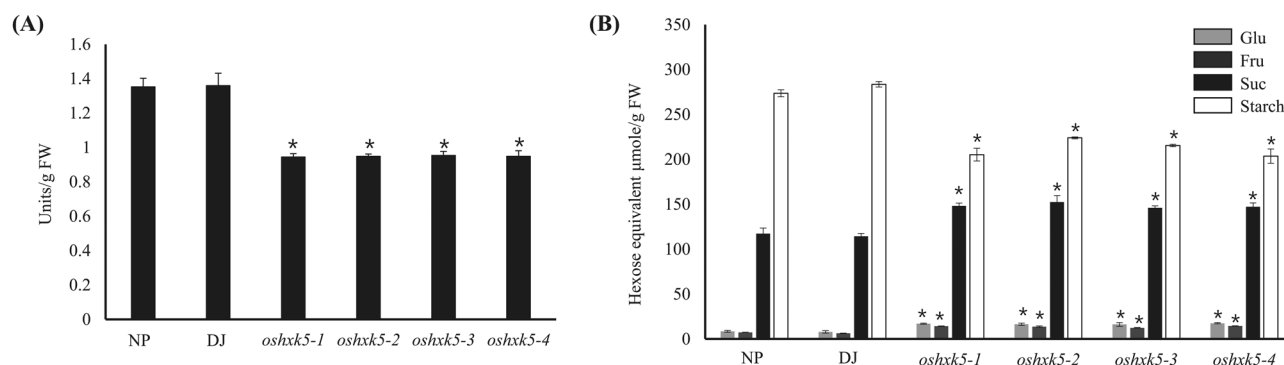 (A)
Units/g FW
1.6
1.4
1.2
1
0.8
0.6
0.4
0.2
0
* * * *
NP DJ oshxk5-1 oshxk5-2 oshxk5-3 oshxk5-4
(B)
Hexose equivalent µmole/g FW
350
300
250
200
150
100
50
0
Glu
Fru
Suc
Starch
* * * *
* * * *
* * * * * * * *
NP DJ oshxk5-1 oshxk5-2 oshxk5-3 oshxk5-4